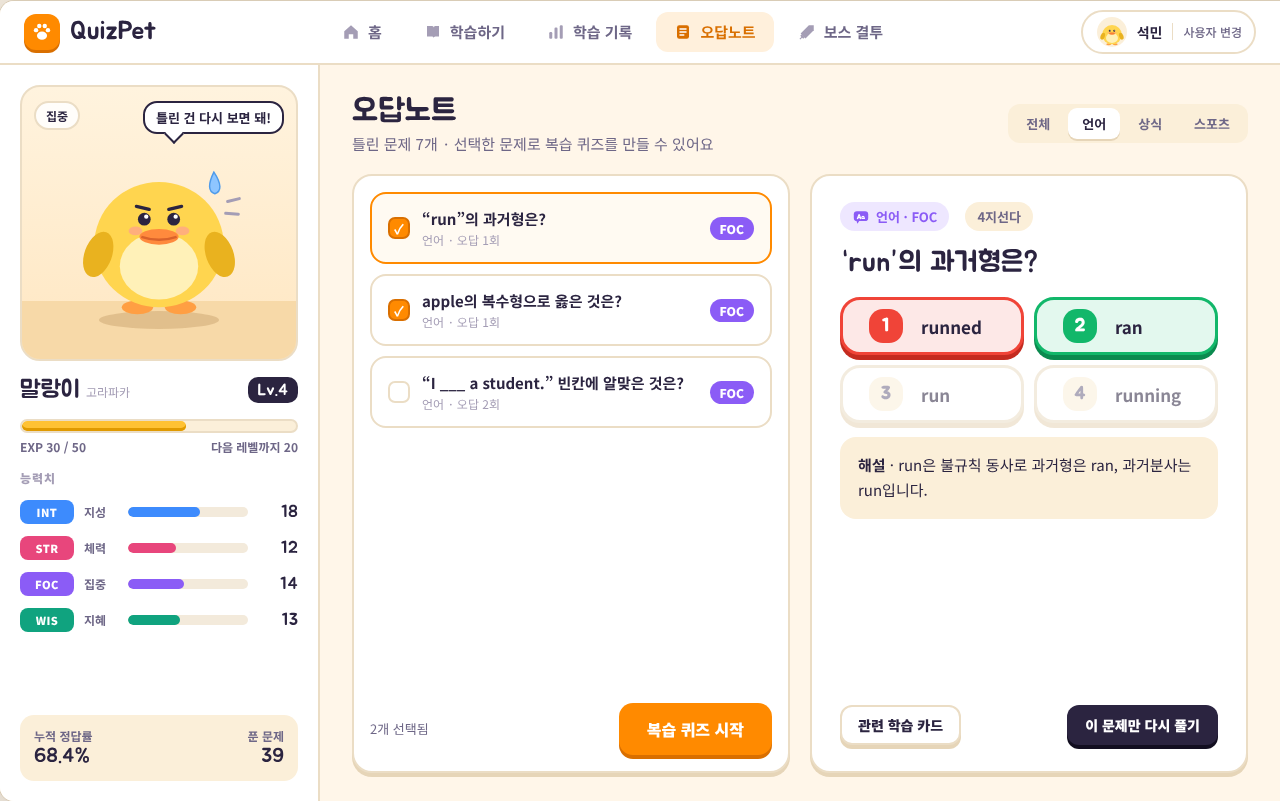 QuizPet
홈
학습하기
학습 기록
오답노트
보스 결투
석민
사용자 변경
집중
틀린 건 다시 보면 돼!
말랑이 고라파카
Lv.4
EXP 30 / 50
다음 레벨까지 20
능력치
INT 지성 18
STR 체력 12
FOC 집중 14
WIS 지혜 13
누적 정답률
68.4%
푼 문제
39
오답노트
틀린 문제 7개 · 선택한 문제로 복습 퀴즈를 만들 수 있어요
전체
언어
상식
스포츠
“run”의 과거형은?
언어 · 오답 1회
FOC
apple의 복수형으로 옳은 것은?
언어 · 오답 1회
FOC
“I ___ a student.” 빈칸에 알맞은 것은?
언어 · 오답 2회
FOC
2개 선택됨
복습 퀴즈 시작
Aa 언어 · FOC
4지선다
‘run’의 과거형은?
1 runned
2 ran
3 run
4 running
해설 · run은 불규칙 동사로 과거형은 ran, 과거분사는
run입니다.
관련 학습 카드
이 문제만 다시 풀기